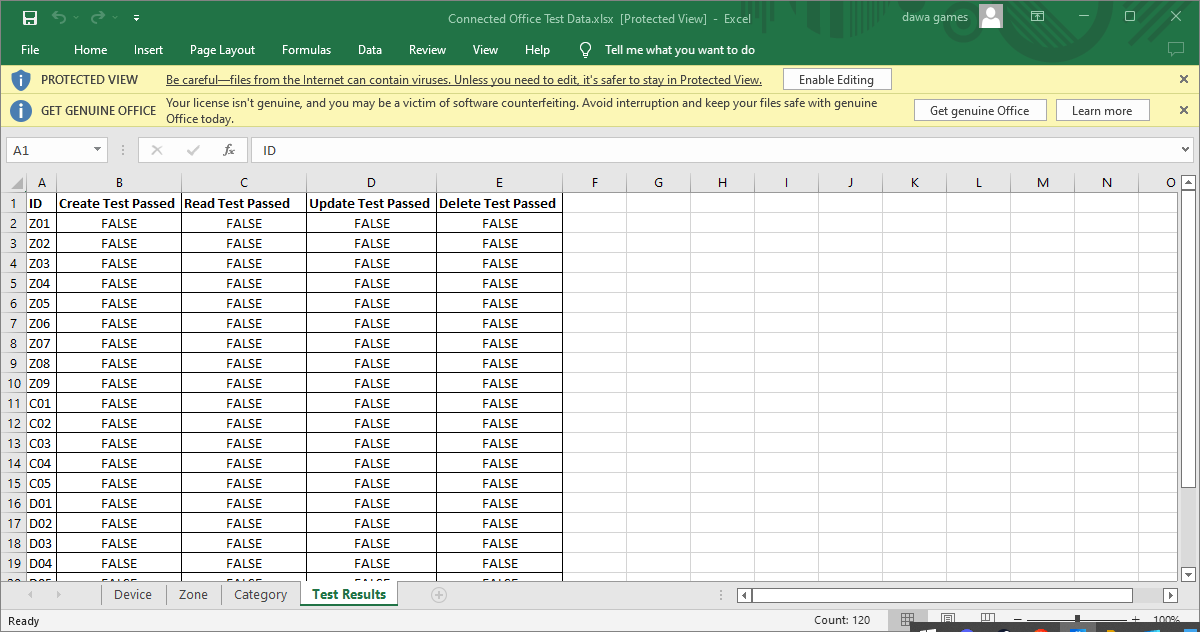 Connected Office Test Data.xlsx [Protected View] - Excel
dawa games
File Home Insert Page Layout Formulas Data Review View Help Tell me what you want to do
PROTECTED VIEW Be careful—files from the Internet can contain viruses. Unless you need to edit, it's safer to stay in Protected View. Enable Editing
GET GENUINE OFFICE Your license isn't genuine, and you may be a victim of software counterfeiting. Avoid interruption and keep your files safe with genuine
Office today. Get genuine Office Learn more
A1 fx ID
A B C D E F G H I J K L M N O
1 ID Create Test Passed Read Test Passed Update Test Passed Delete Test Passed
2 Z01 FALSE FALSE FALSE FALSE
3 Z02 FALSE FALSE FALSE FALSE
4 Z03 FALSE FALSE FALSE FALSE
5 Z04 FALSE FALSE FALSE FALSE
6 Z05 FALSE FALSE FALSE FALSE
7 Z06 FALSE FALSE FALSE FALSE
8 Z07 FALSE FALSE FALSE FALSE
9 Z08 FALSE FALSE FALSE FALSE
10 Z09 FALSE FALSE FALSE FALSE
11 C01 FALSE FALSE FALSE FALSE
12 C02 FALSE FALSE FALSE FALSE
13 C03 FALSE FALSE FALSE FALSE
14 C04 FALSE FALSE FALSE FALSE
15 C05 FALSE FALSE FALSE FALSE
16 D01 FALSE FALSE FALSE FALSE
17 D02 FALSE FALSE FALSE FALSE
18 D03 FALSE FALSE FALSE FALSE
19 D04 FALSE FALSE FALSE FALSE
Device Zone Category Test Results
Ready Count: 120 100%